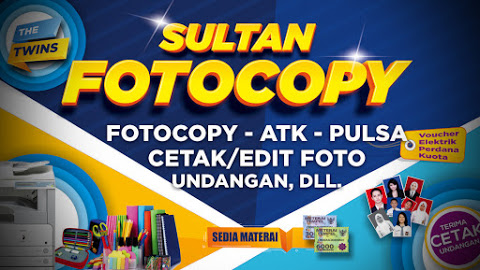 THE
TWINS
SULTAN
FOTOCOPY
FOTOCOPY - ATK - PULSA
CETAK/EDIT FOTO
UNDANGAN, DLL.
Voucher
Elektrik
Perdana
Kuota
SEDIA MATERAI
6000
TERIMA
CETAK
UNDANGAN